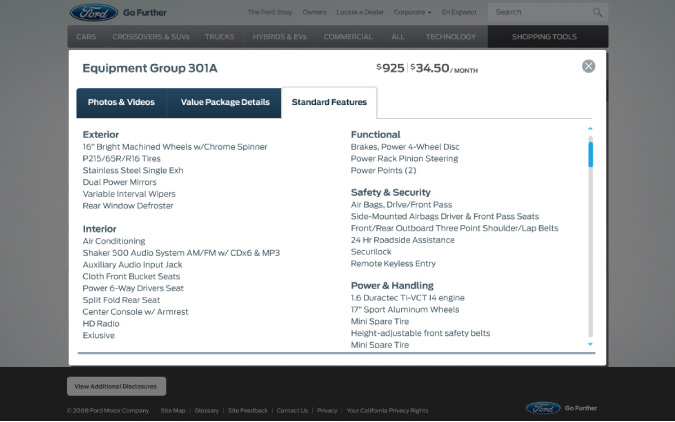 Ford Go Further
The Ford Story Owners Locate a Dealer Corporate En Espanol Search
CARS CROSSOVERS & SUVs TRUCKS HYBRIDS & EVs COMMERCIAL ALL TECHNOLOGY SHOPPING TOOLS
Equipment Group 301A
$925 | $34.50 / MONTH
Photos & Videos Value Package Details Standard Features
Exterior
16" Bright Machined Wheels w/Chrome Spinner
P215/65R/R16 Tires
Stainless Steel Single Exh
Dual Power Mirrors
Variable Interval Wipers
Rear Window Defroster
Interior
Air Conditioning
Shaker 500 Audio System AM/FM w/ CDx6 & MP3
Auxiliary Audio Input Jack
Cloth Front Bucket Seats
Power 6-Way Drivers Seat
Split Fold Rear Seat
Center Console w/ Armrest
HD Radio
Exlusive
Functional
Brakes, Power 4-Wheel Disc
Power Rack Pinion Steering
Power Points (2)
Safety & Security
Air Bags, Drive/Front Pass
Side-Mounted Airbags Driver & Front Pass Seats
Front/Rear Outboard Three Point Shoulder/Lap Belts
24 Hr Roadside Assistance
Securilock
Remote Keyless Entry
Power & Handling
1.6 Duractec Ti-VCT I4 engine
17" Sport Aluminum Wheels
Mini Spare Tire
Height-adjustable front safety belts
Mini Spare Tire
View Additional Disclosures
© 2008 Ford Motor Company Site Map | Glossary | Site Feedback | Contact Us | Privacy | Your California Privacy Rights
Ford Go Further